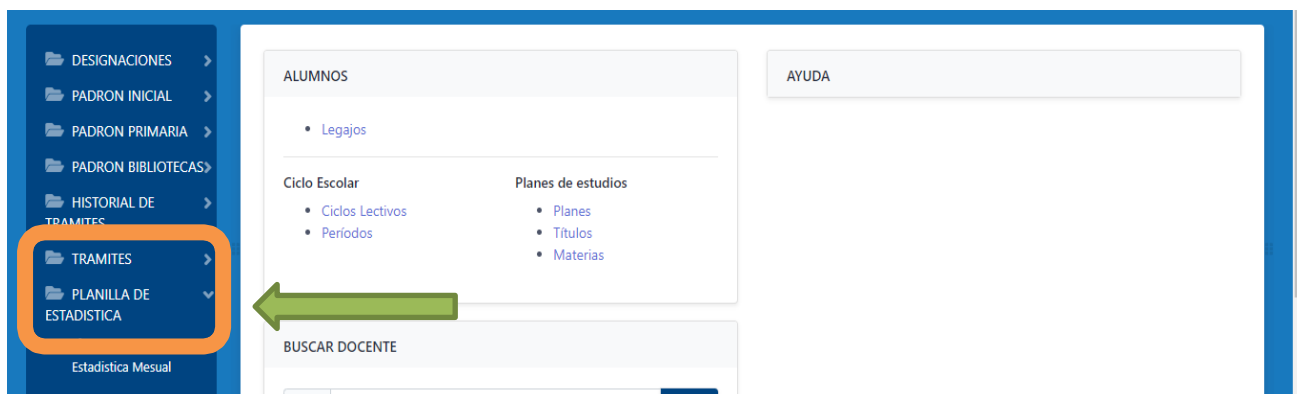 DESIGNACIONES
PADRON INICIAL
PADRON PRIMARIA
PADRON BIBLIOTECAS
HISTORIAL DE
TRAMITES
TRAMITES
PLANILLA DE
ESTADISTICA
Estadistica Mesual
ALUMNOS
Legajos
Ciclo Escolar
Ciclos Lectivos
Períodos
Planes de estudios
Planes
Títulos
Materias
BUSCAR DOCENTE
AYUDA